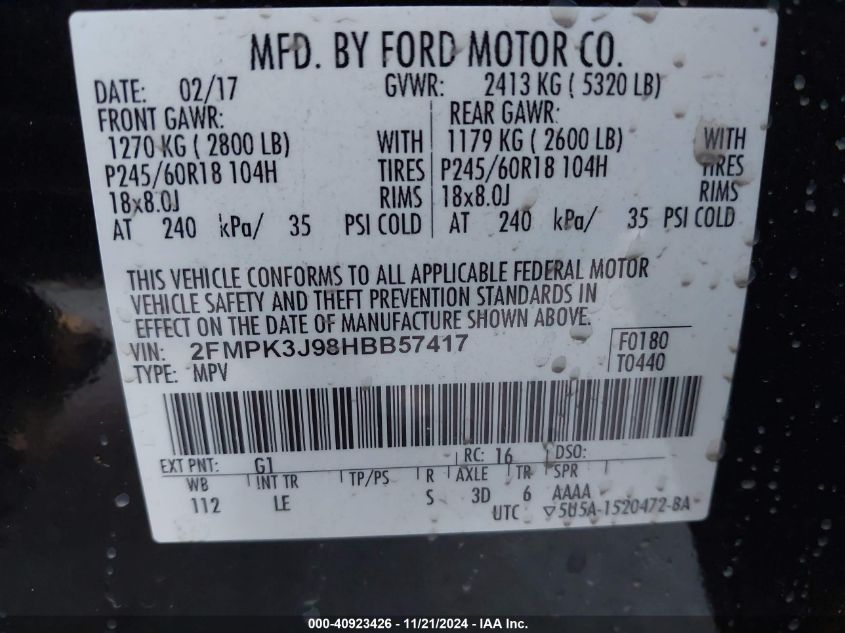 MFD. BY FORD MOTOR CO.
DATE: 02/17 GVWR: 2413 KG ( 5320 LB)
FRONT GAWR: REAR GAWR:
1270 KG ( 2800 LB) WITH 1179 KG ( 2600 LB) WITH
P245/60R18 104H TIRES P245/60R18 104H TIRES
18x8.0J RIMS 18x8.0J RIMS
AT 240 kPa/ 35 PSI COLD AT 240 kPa/ 35 PSI COLD
THIS VEHICLE CONFORMS TO ALL APPLICABLE FEDERAL MOTOR
VEHICLE SAFETY AND THEFT PREVENTION STANDARDS IN
EFFECT ON THE DATE OF MANUFACTURE SHOWN ABOVE.
VIN: 2FMPK3J98HBB57417 F0180
TYPE: MPV T0440
EXT PNT: G1 RC: 16 DSO:
WB INT TR TP/PS R AXLE TR SPR
112 LE S 3D 6 AAAA
UTC ▽5U5A-1520472-BA
000-40923426 - 11/21/2024 - IAA Inc.